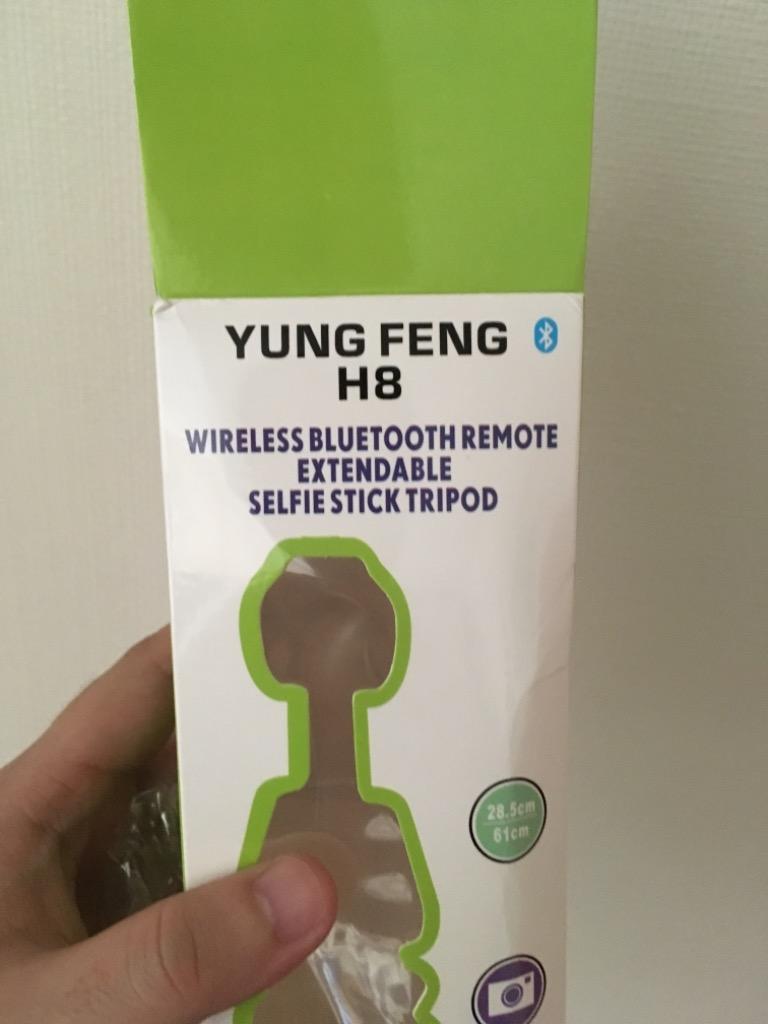 YUNG FENG
H8
WIRELESS BLUETOOTH REMOTE
EXTENDABLE
SELFIE STICK TRIPOD
28.5cm
61cm